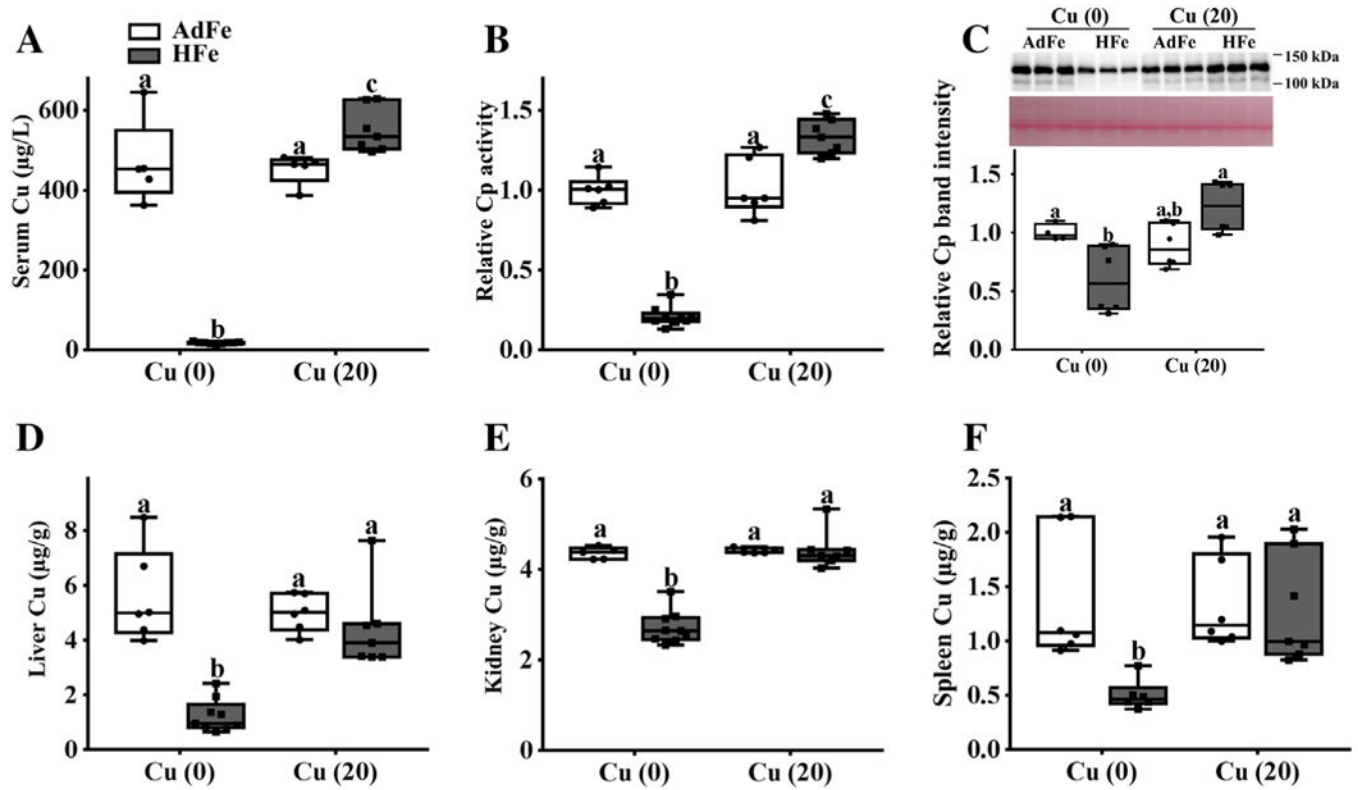 A
AdFe
HFe
Serum Cu (µg/L)
600
400
200
0
a
b
a
c
Cu (0)
Cu (20)
B
Relative Cp activity
1.5
1.0
0.5
0.0
a
b
a
c
Cu (0)
Cu (20)
C
Cu (0) Cu (20)
AdFe HFe AdFe HFe
150 kDa
100 kDa
Relative Cp band intensity
1.5
1.0
0.5
0.0
a
b
a,b
a
Cu (0)
Cu (20)
D
Liver Cu (µg/g)
8
6
4
2
0
a
b
a
a
Cu (0)
Cu (20)
E
Kidney Cu (µg/g)
6
4
2
0
a
b
a
a
Cu (0)
Cu (20)
F
Spleen Cu (µg/g)
2.5
2.0
1.5
1.0
0.5
0.0
a
b
a
a
Cu (0)
Cu (20)